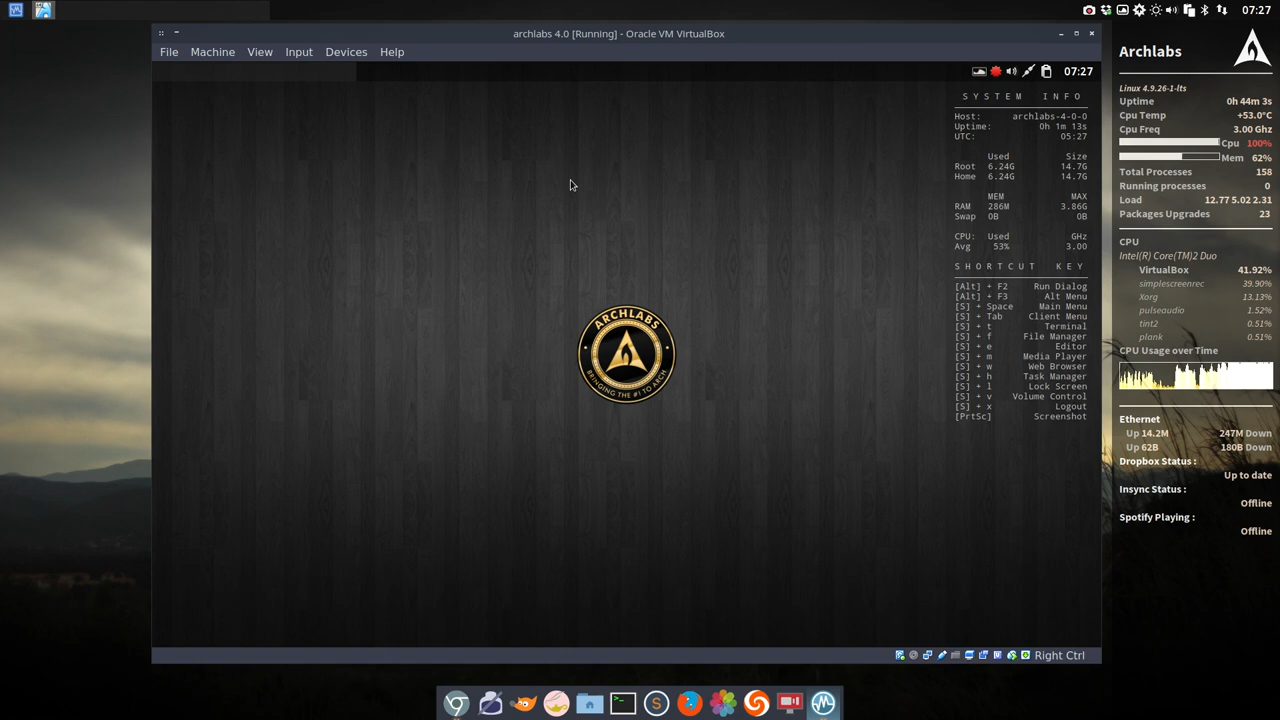 07:27
archlabs 4.0 [Running] - Oracle VM VirtualBox
File Machine View Input Devices Help
07:27
SYSTEM INFO
Host: archlabs-4-0-0
Uptime: 0h 1m 13s
UTC: 05:27
Used Size
Root 6.24G 14.7G
Home 6.24G 14.7G
MEM MAX
RAM 286M 3.86G
Swap 0B 0B
CPU: Used GHz
Avg 53% 3.00
SHORTCUT KEY
[Alt] + F2 Run Dialog
[Alt] + F3 Alt Menu
[S] + Space Main Menu
[S] + Tab Client Menu
[S] + t Terminal
[S] + f File Manager
[S] + e Editor
[S] + m Media Player
[S] + w Web Browser
[S] + h Task Manager
[S] + l Lock Screen
[S] + v Volume Control
[S] + x Logout
[PrtSc] Screenshot
ARCHLABS
BRINGING THE #! TO ARCH
Right Ctrl
Archlabs
Linux 4.9.26-1-lts
Uptime 0h 44m 3s
Cpu Temp +53.0°C
Cpu Freq 3.00 Ghz
Cpu 100%
Mem 62%
Total Processes 158
Running processes 0
Load 12.77 5.02 2.31
Packages Upgrades 23
CPU
Intel(R) Core(TM)2 Duo
VirtualBox 41.92%
simplescreenrec 39.90%
Xorg 13.13%
pulseaudio 1.52%
tint2 0.51%
plank 0.51%
CPU Usage over Time
Ethernet
Up 14.2M 247M Down
Up 62B 180B Down
Dropbox Status :
Up to date
Insync Status :
Offline
Spotify Playing :
Offline